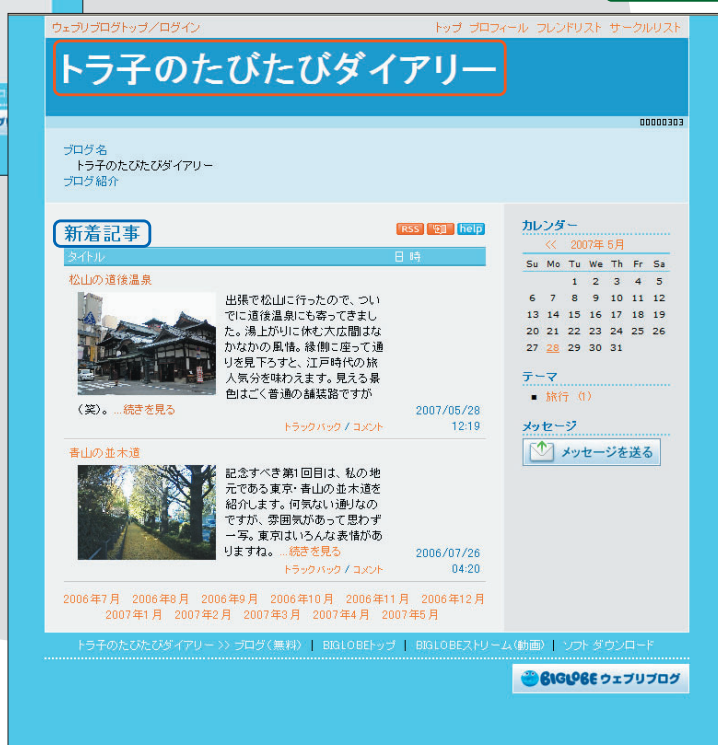 ウェブリブログトップ／ログイン
トップ プロフィール フレンドリスト サークルリスト
トラ子のたびたびダイアリー
00000303
ブログ名
トラ子のたびたびダイアリー
ブログ紹介
新着記事
RSS help
タイトル 日 時
松山の道後温泉
出張で松山に行ったので、つい
でに道後温泉にも寄ってきまし
た。湯上がりに休む大広間はな
かなかの風情。縁側に座って通
りを見下ろすと、江戸時代の旅
人気分を味わえます。見える景
色はごく普通の舗装路ですが
（笑）。...続きを見る
2007/05/28
トラックバック / コメント
12:19
青山の並木道
記念すべき第1回目は、私の地
元である東京・青山の並木道を
紹介します。何気ない通りなの
ですが、雰囲気があって思わず
一写。東京はいろんな表情があ
りますね。...続きを見る
2006/07/26
トラックバック / コメント
04:20
2006年7月 2006年8月 2006年9月 2006年10月 2006年11月 2006年12月
2007年1月 2007年2月 2007年3月 2007年4月 2007年5月
カレンダー
<< 2007年 5月
Su Mo Tu We Th Fr Sa
1 2 3 4 5
6 7 8 9 10 11 12
13 14 15 16 17 18 19
20 21 22 23 24 25 26
27 28 29 30 31
テーマ
■ 旅行 (1)
メッセージ
メッセージを送る
トラ子のたびたびダイアリー >> ブログ(無料) | BIGLOBEトップ | BIGLOBEストリーム(動画) | ソフト ダウンロード
BIGLOBE ウェブリブログ